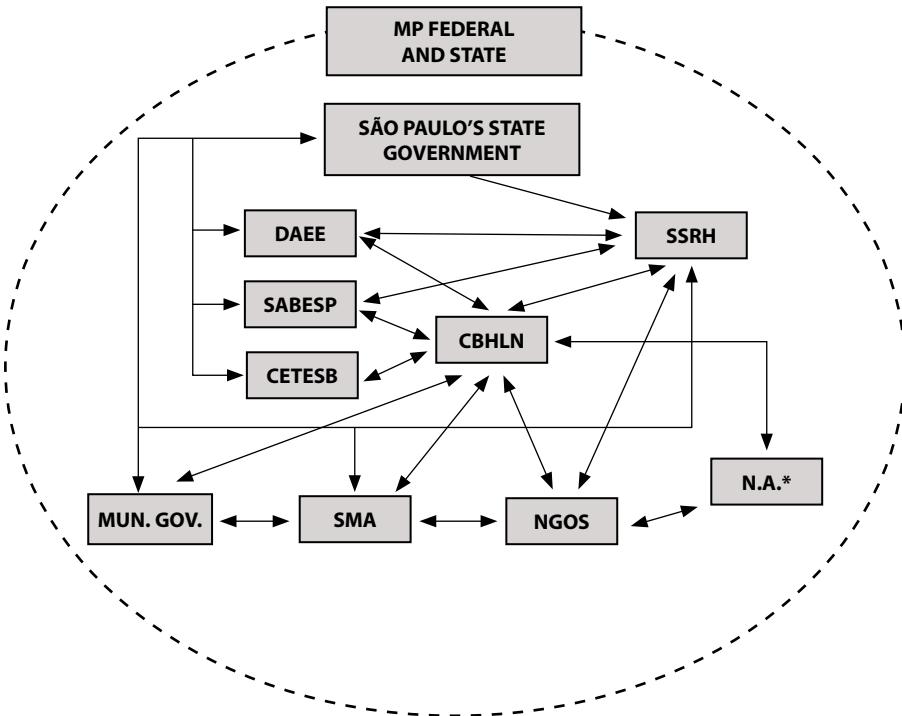 MP FEDERAL
AND STATE
SÃO PAULO'S STATE
GOVERNMENT
DAEE
SSRH
SABESP
CBHLN
CETESB
N.A.*
MUN. GOV.
SMA
NGOS